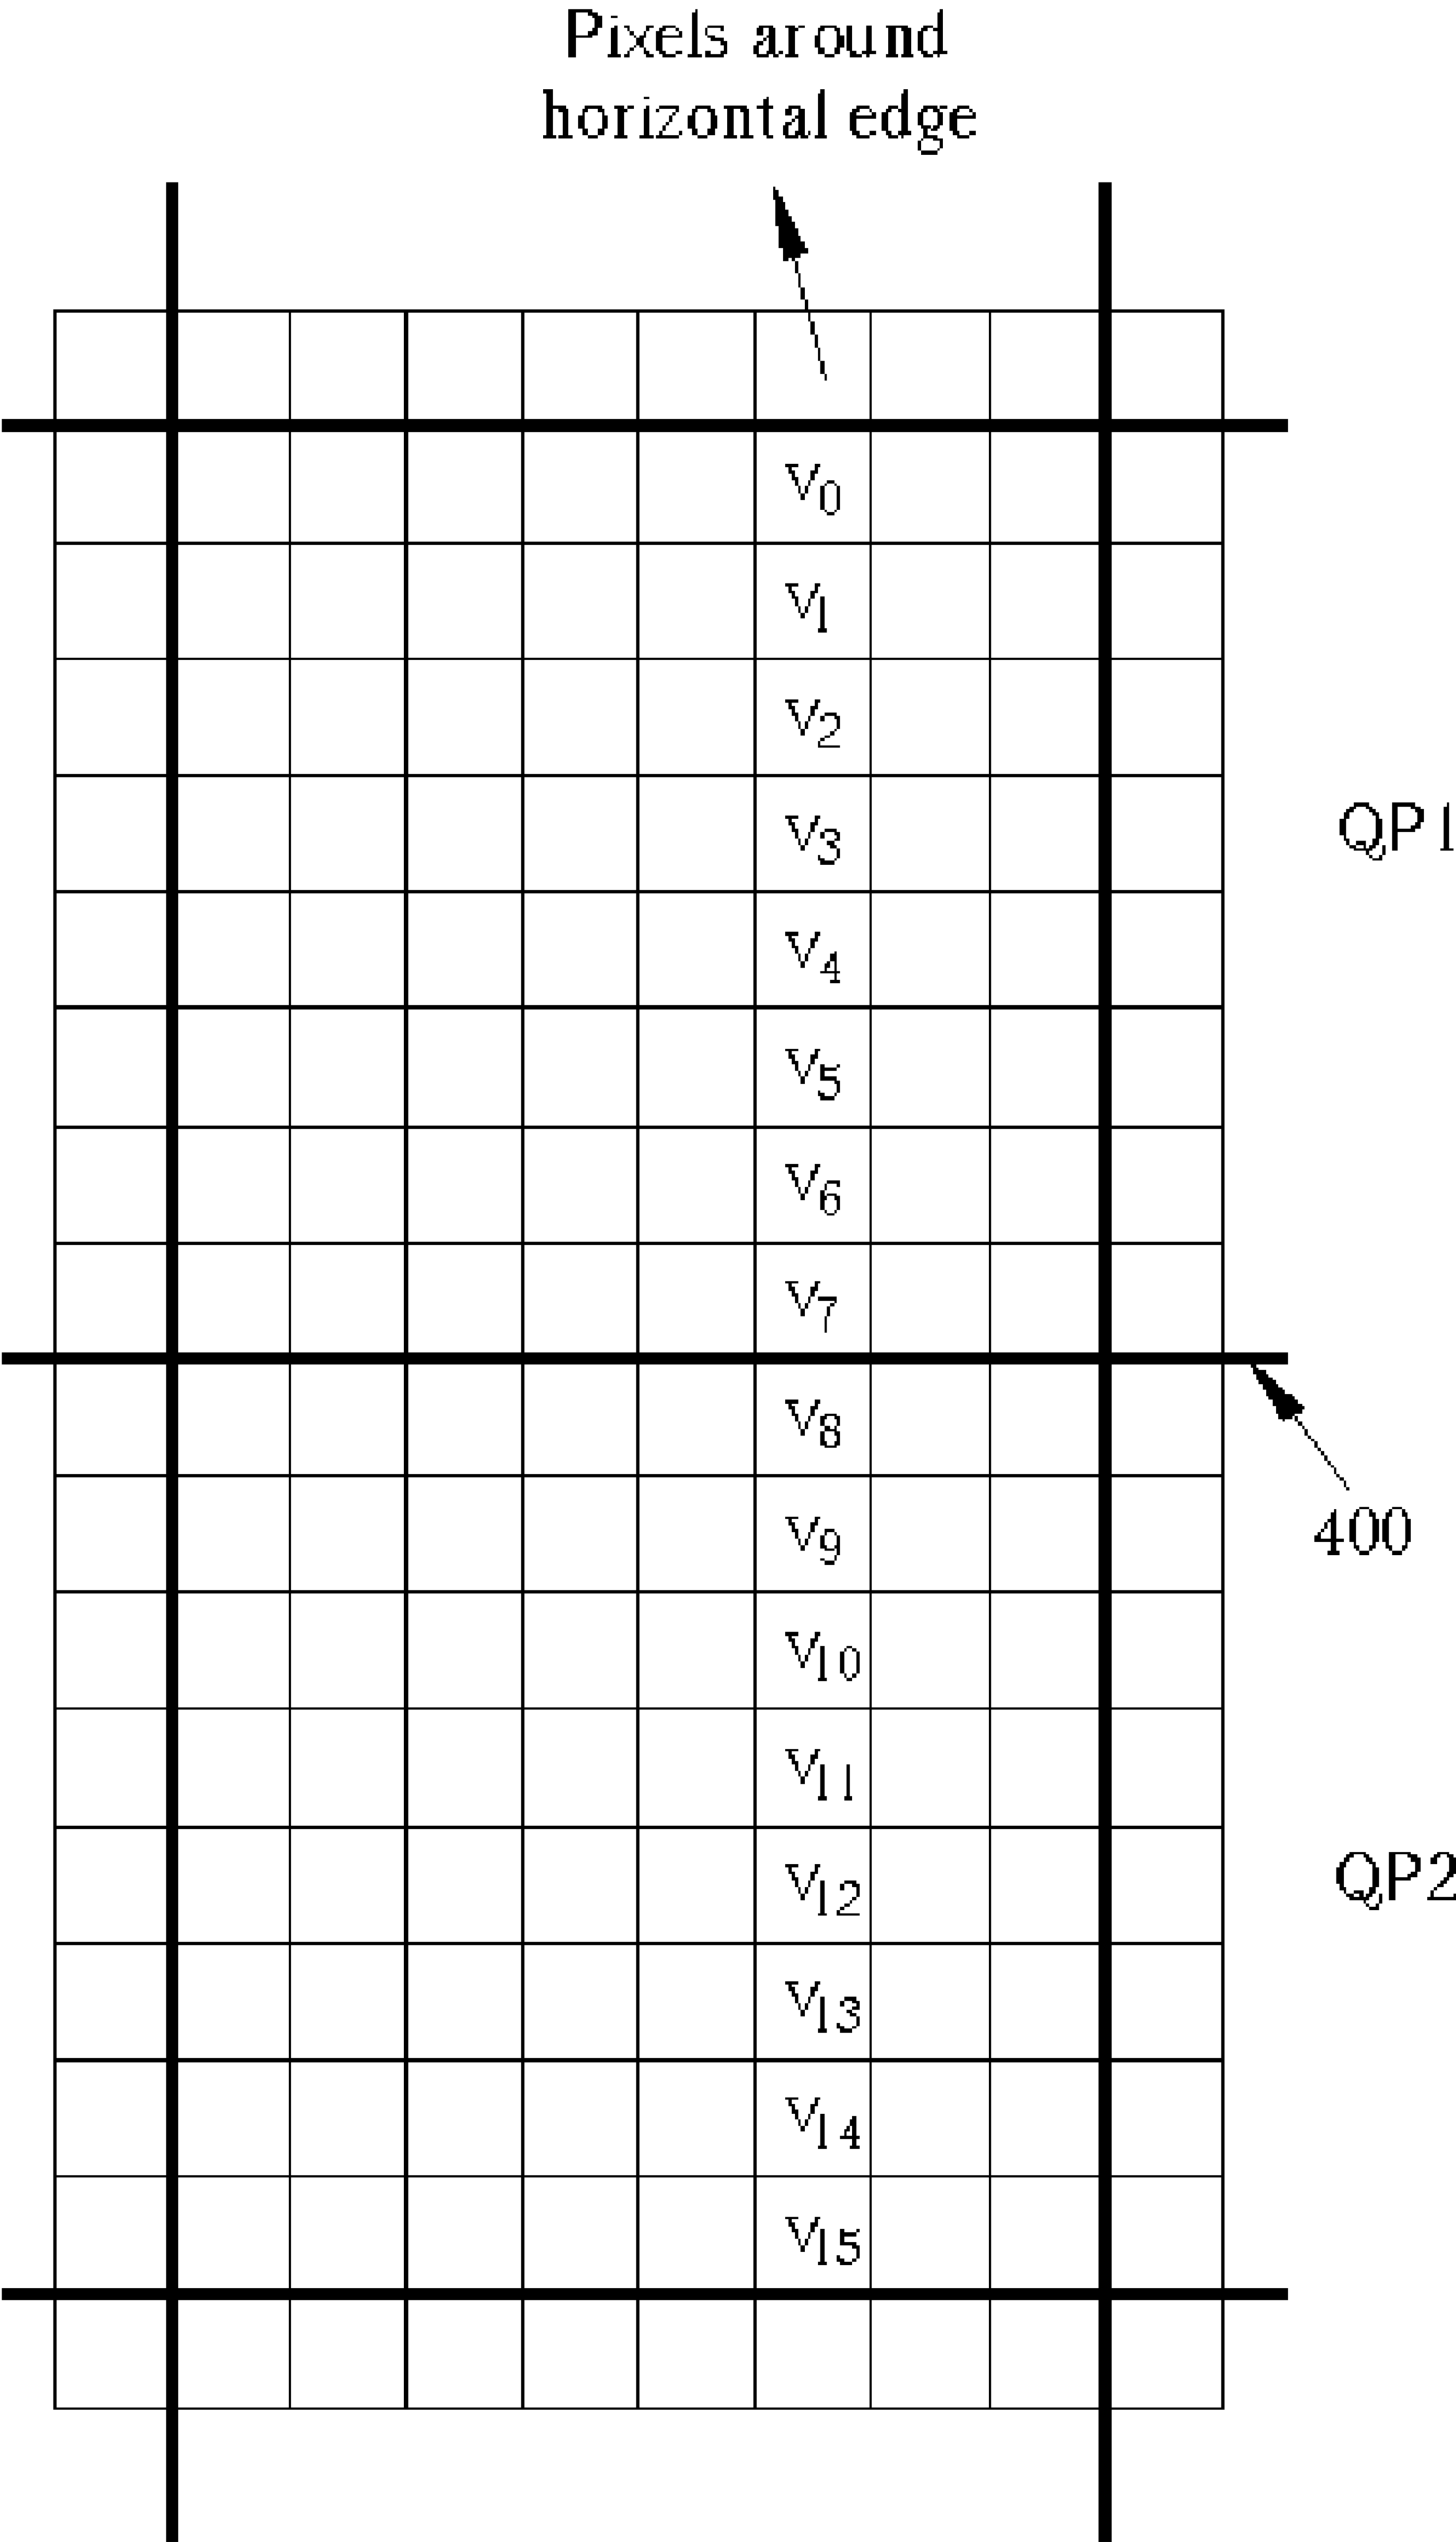 Pixels around
horizontal edge
v0
v1
v2
v3
QP1
v4
v5
v6
v7
v8
400
v9
v10
v11
v12
QP2
v13
v14
v15